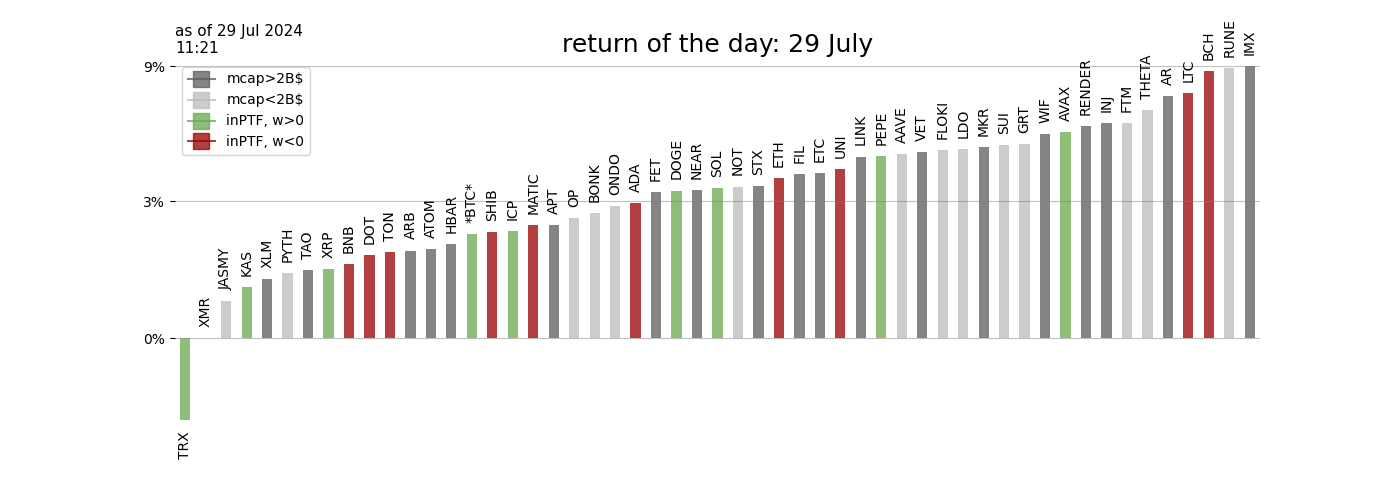 as of 29 Jul 2024
11:21
return of the day: 29 July
9%
3%
0%
mcap>2B$
mcap<2B$
inPTF, w>0
inPTF, w<0
TRX
XMR
JASMY
KAS
XLM
PYTH
TAO
XRP
BNB
DOT
TON
ARB
ATOM
HBAR
*BTC*
SHIB
ICP
MATIC
APT
OP
BONK
ONDO
ADA
FET
DOGE
NEAR
SOL
NOT
STX
ETH
FIL
ETC
UNI
LINK
PEPE
AAVE
VET
FLOKI
LDO
MKR
SUI
GRT
WIF
AVAX
RENDER
INJ
FTM
THETA
AR
LTC
BCH
RUNE
IMX